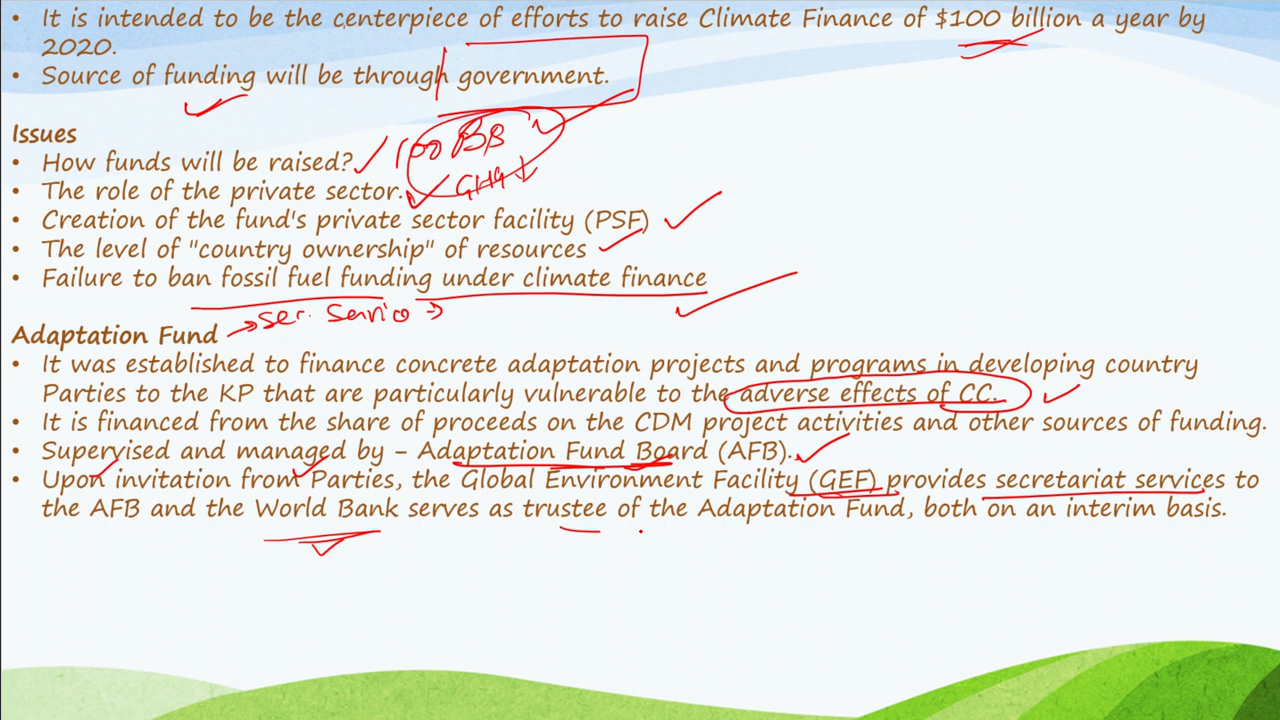 • It is intended to be the centerpiece of efforts to raise Climate Finance of $100 billion a year by
2020.
• Source of funding will be through government.
Issues
100 BB
• How funds will be raised?
GHG ↓
• The role of the private sector.
• Creation of the fund's private sector facility (PSF)
• The level of "country ownership" of resources
• Failure to ban fossil fuel funding under climate finance
Adaptation Fund
• It was established to finance concrete adaptation projects and programs in developing country
Parties to the KP that are particularly vulnerable to the adverse effects of CC.
• It is financed from the share of proceeds on the CDM project activities and other sources of funding.
• Supervised and managed by – Adaptation Fund Board (AFB).
• Upon invitation from Parties, the Global Environment Facility (GEF) provides secretariat services to
the AFB and the World Bank serves as trustee of the Adaptation Fund, both on an interim basis.